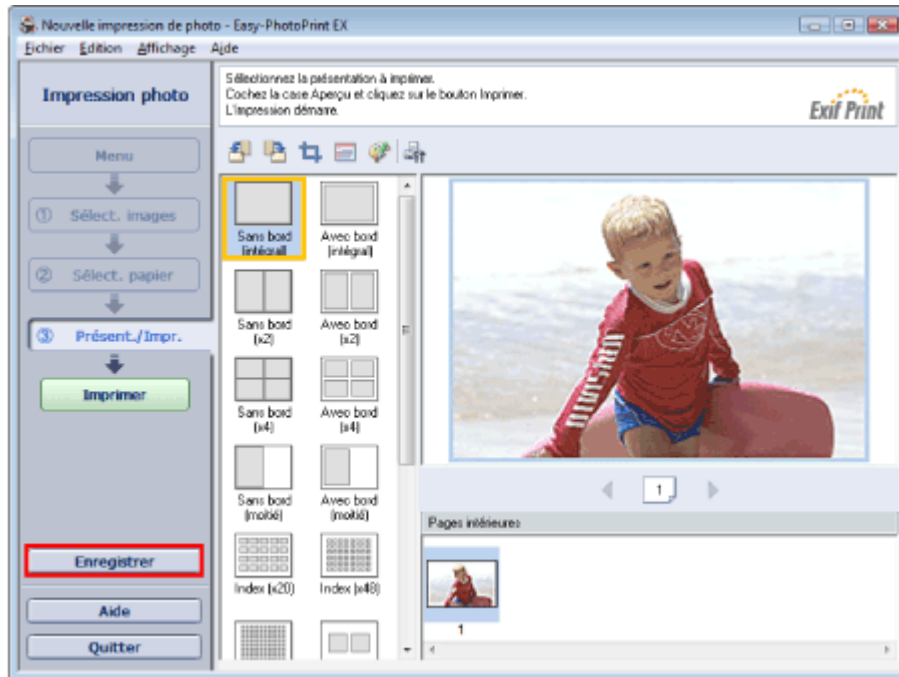 Nouvelle impression de photo - Easy-PhotoPrint EX
Fichier Edition Affichage Aide
Impression photo
Sélectionnez la présentation à imprimer.
Cochez la case Aperçu et cliquez sur le bouton Imprimer.
L'impression démarre.
Exif Print
Menu
① Sélect. images
② Sélect. papier
③ Présent./Impr.
Imprimer
Enregistrer
Aide
Quitter
Sans bord
(intégral)
Avec bord
(intégral)
Sans bord
(x2)
Avec bord
(x2)
Sans bord
(x4)
Avec bord
(x4)
Sans bord
(moitié)
Avec bord
(moitié)
Index (x20)
Index (x48)
1
Pages intérieures
1